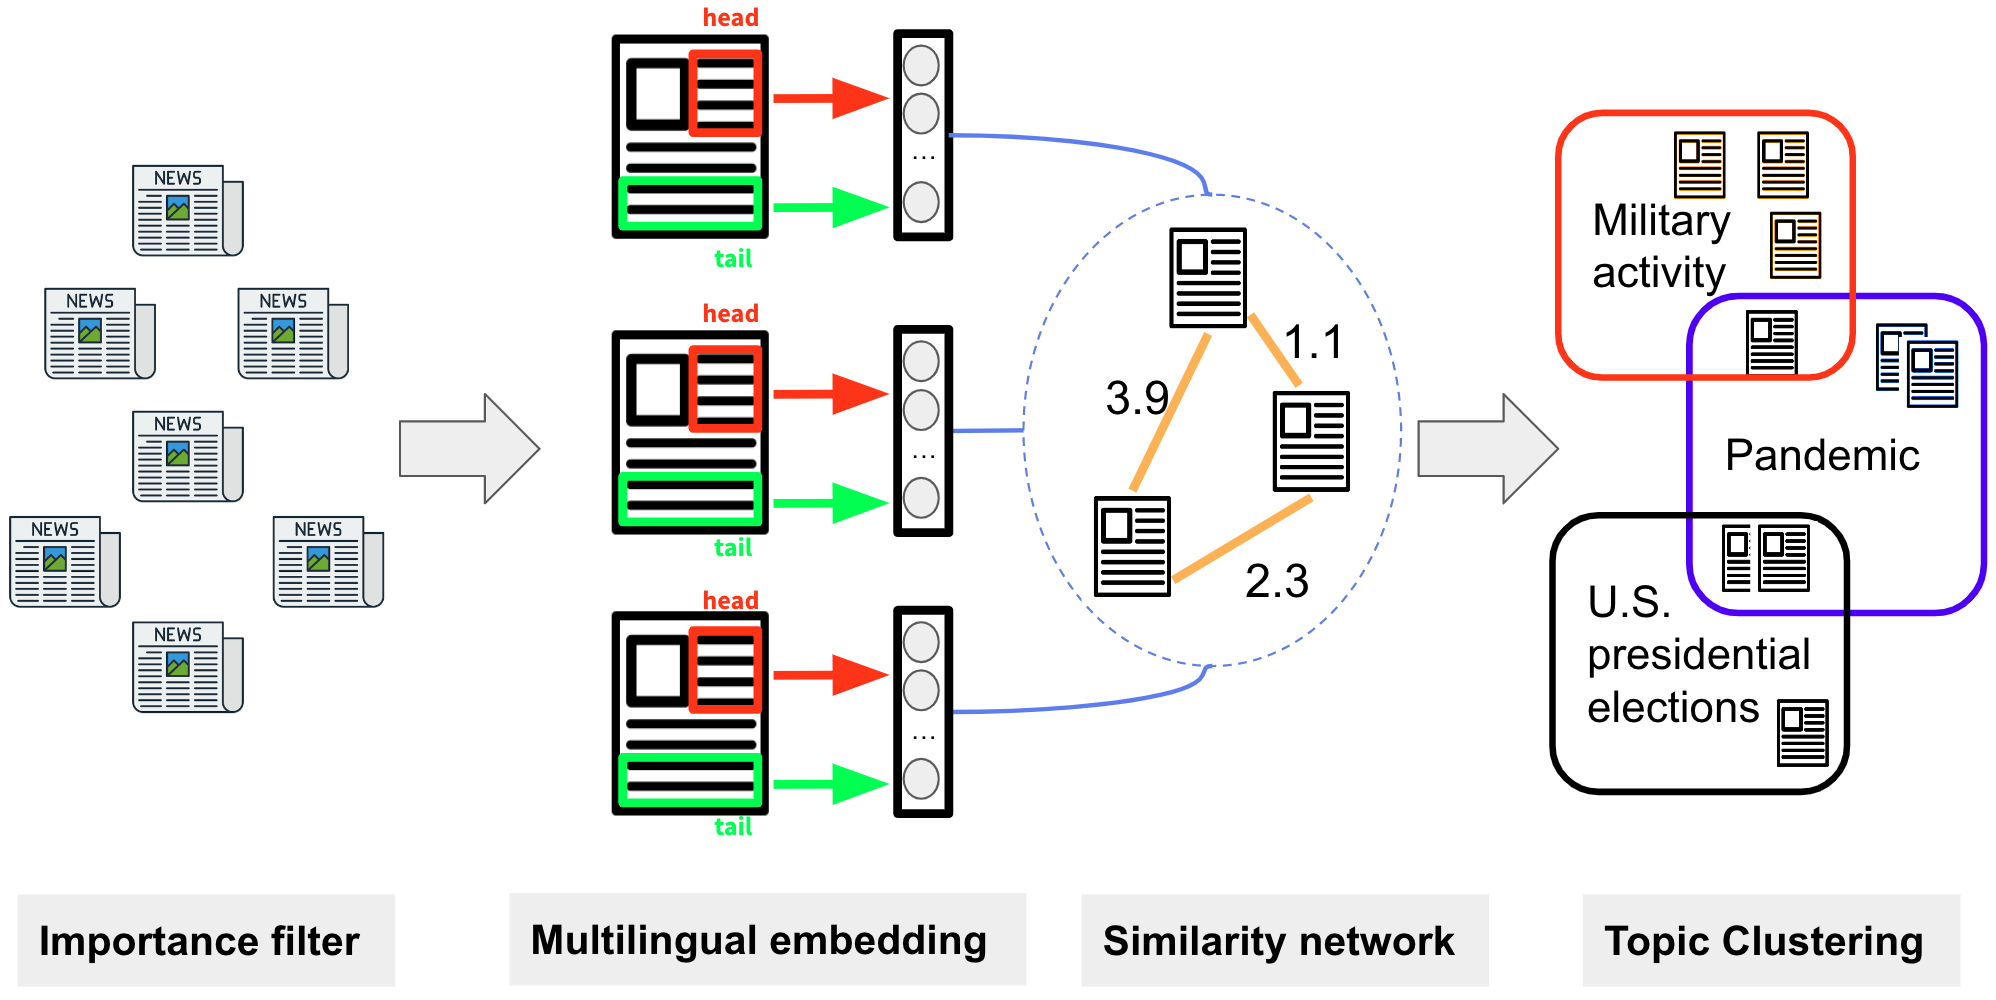 NEWS
NEWS
NEWS
NEWS
NEWS
NEWS
NEWS
head
...
tail
head
...
tail
head
...
tail
1.1
3.9
2.3
Military
activity
Pandemic
U.S.
presidential
elections
Importance filter
Multilingual embedding
Similarity network
Topic Clustering